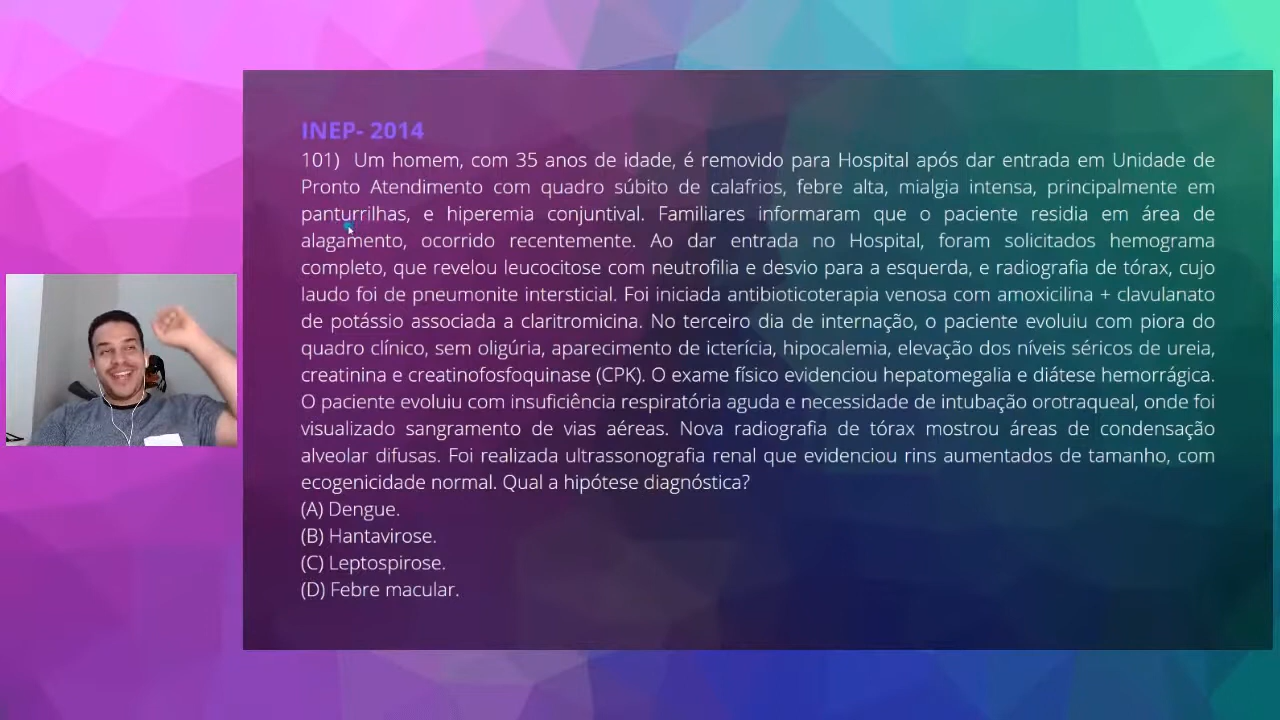 INEP- 2014
101) Um homem, com 35 anos de idade, é removido para Hospital após dar entrada em Unidade de
Pronto Atendimento com quadro súbito de calafrios, febre alta, mialgia intensa, principalmente em
panturrilhas, e hiperemia conjuntival. Familiares informaram que o paciente residia em área de
alagamento, ocorrido recentemente. Ao dar entrada no Hospital, foram solicitados hemograma
completo, que revelou leucocitose com neutrofilia e desvio para a esquerda, e radiografia de tórax, cujo
laudo foi de pneumonite intersticial. Foi iniciada antibioticoterapia venosa com amoxicilina + clavulanato
de potássio associada a claritromicina. No terceiro dia de internação, o paciente evoluiu com piora do
quadro clínico, sem oligúria, aparecimento de icterícia, hipocalemia, elevação dos níveis séricos de ureia,
creatinina e creatinofosfoquinase (CPK). O exame físico evidenciou hepatomegalia e diátese hemorrágica.
O paciente evoluiu com insuficiência respiratória aguda e necessidade de intubação orotraqueal, onde foi
visualizado sangramento de vias aéreas. Nova radiografia de tórax mostrou áreas de condensação
alveolar difusas. Foi realizada ultrassonografia renal que evidenciou rins aumentados de tamanho, com
ecogenicidade normal. Qual a hipótese diagnóstica?
(A) Dengue.
(B) Hantavirose.
(C) Leptospirose.
(D) Febre macular.